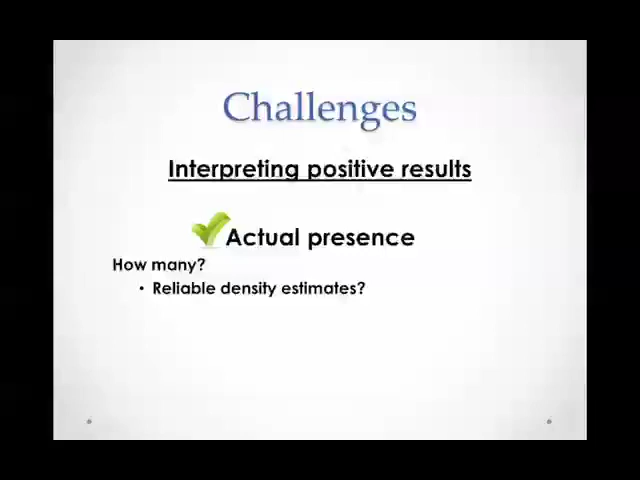 Challenges
Interpreting positive results
Actual presence
How many?
• Reliable density estimates?